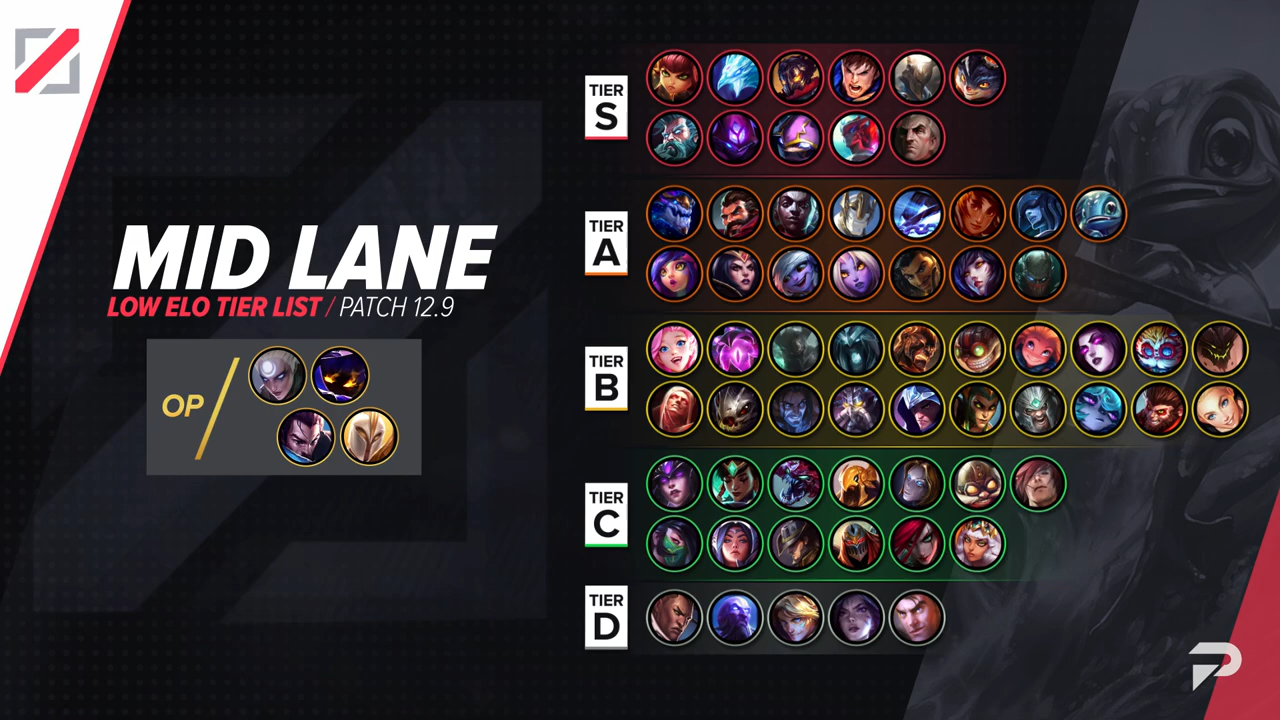 MID LANE
LOW ELO TIER LIST / PATCH 12.9
OP
TIER
S
TIER
A
TIER
B
TIER
C
TIER
D